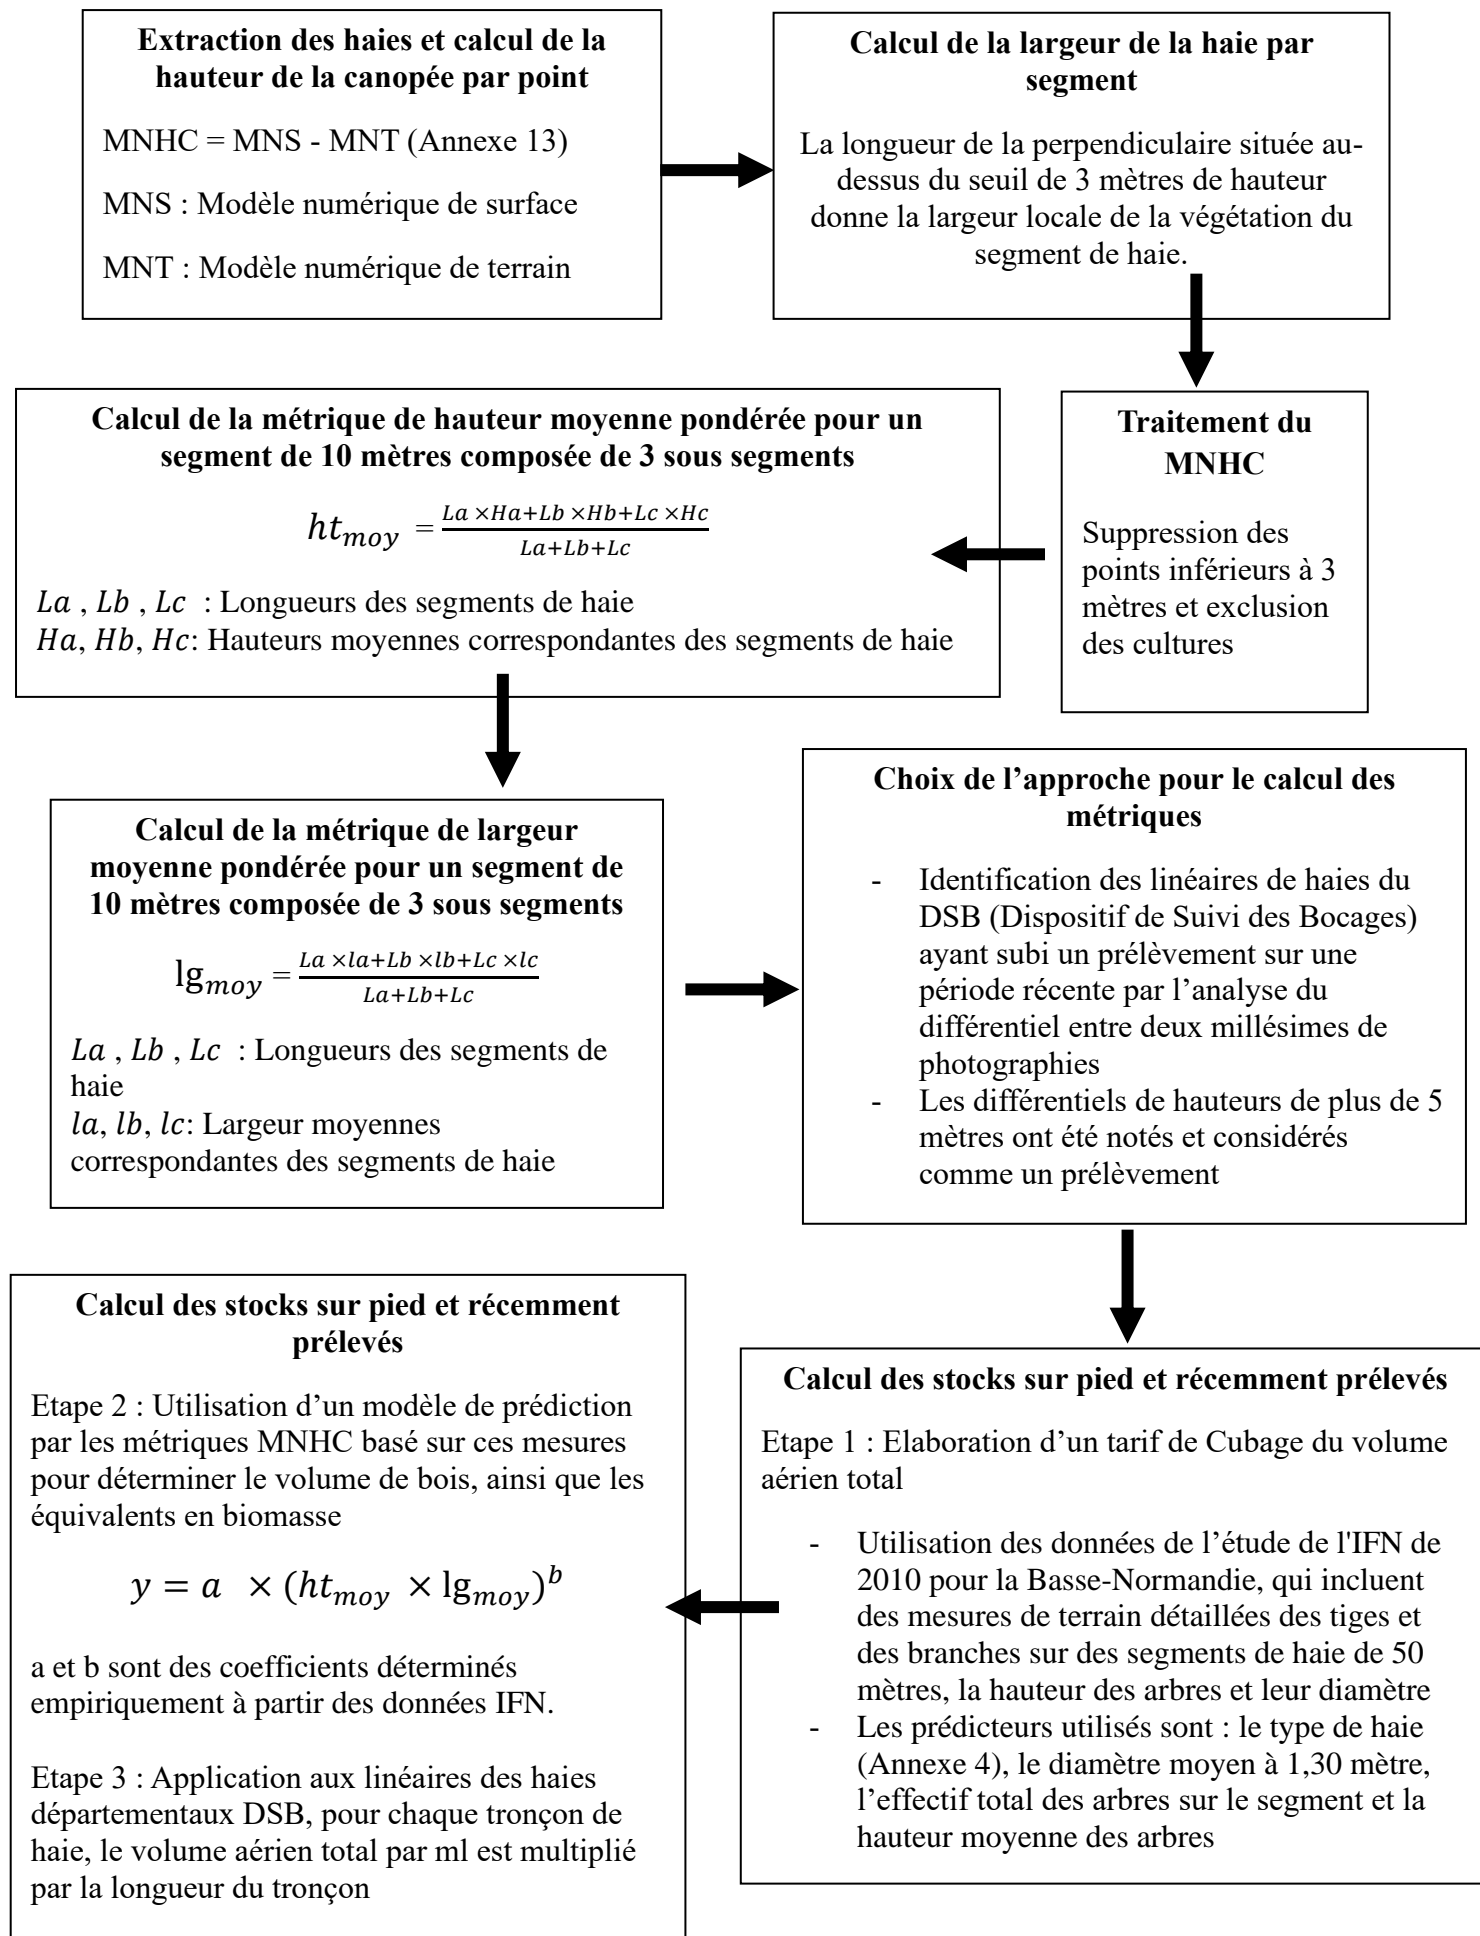 Extraction des haies et calcul de la
hauteur de la canopée par point
MNHC = MNS - MNT (Annexe 13)
MNS : Modèle numérique de surface
MNT : Modèle numérique de terrain
Calcul de la largeur de la haie par
segment
La longueur de la perpendiculaire située au-
dessus du seuil de 3 mètres de hauteur
donne la largeur locale de la végétation du
segment de haie.
Traitement du
MNHC
Suppression des
points inférieurs à 3
mètres et exclusion
des cultures
Calcul de la métrique de hauteur moyenne pondérée pour un
segment de 10 mètres composée de 3 sous segments
ht_{moy} = \frac{La ×Ha+Lb ×Hb+Lc ×Hc}{La+Lb+Lc}
La , Lb , Lc : Longueurs des segments de haie
Ha, Hb, Hc: Hauteurs moyennes correspondantes des segments de haie
Calcul de la métrique de largeur
moyenne pondérée pour un segment de
10 mètres composée de 3 sous segments
lg_{moy} = \frac{La ×la+Lb ×lb+Lc ×lc}{La+Lb+Lc}
La , Lb , Lc : Longueurs des segments de
haie
la, lb, lc: Largeur moyennes
correspondantes des segments de haie
Choix de l’approche pour le calcul des
métriques
- Identification des linéaires de haies du
DSB (Dispositif de Suivi des Bocages)
ayant subi un prélèvement sur une
période récente par l’analyse du
différentiel entre deux millésimes de
photographies
- Les différentiels de hauteurs de plus de 5
mètres ont été notés et considérés
comme un prélèvement
Calcul des stocks sur pied et récemment prélevés
Etape 1 : Elaboration d’un tarif de Cubage du volume
aérien total
- Utilisation des données de l’étude de l'IFN de
2010 pour la Basse-Normandie, qui incluent
des mesures de terrain détaillées des tiges et
des branches sur des segments de haie de 50
mètres, la hauteur des arbres et leur diamètre
- Les prédicteurs utilisés sont : le type de haie
(Annexe 4), le diamètre moyen à 1,30 mètre,
l’effectif total des arbres sur le segment et la
hauteur moyenne des arbres
Calcul des stocks sur pied et récemment
prélevés
Etape 2 : Utilisation d’un modèle de prédiction
par les métriques MNHC basé sur ces mesures
pour déterminer le volume de bois, ainsi que les
équivalents en biomasse
y = a × (ht_{moy} × lg_{moy})^b
a et b sont des coefficients déterminés
empiriquement à partir des données IFN.
Etape 3 : Application aux linéaires des haies
départementaux DSB, pour chaque tronçon de
haie, le volume aérien total par ml est multiplié
par la longueur du tronçon